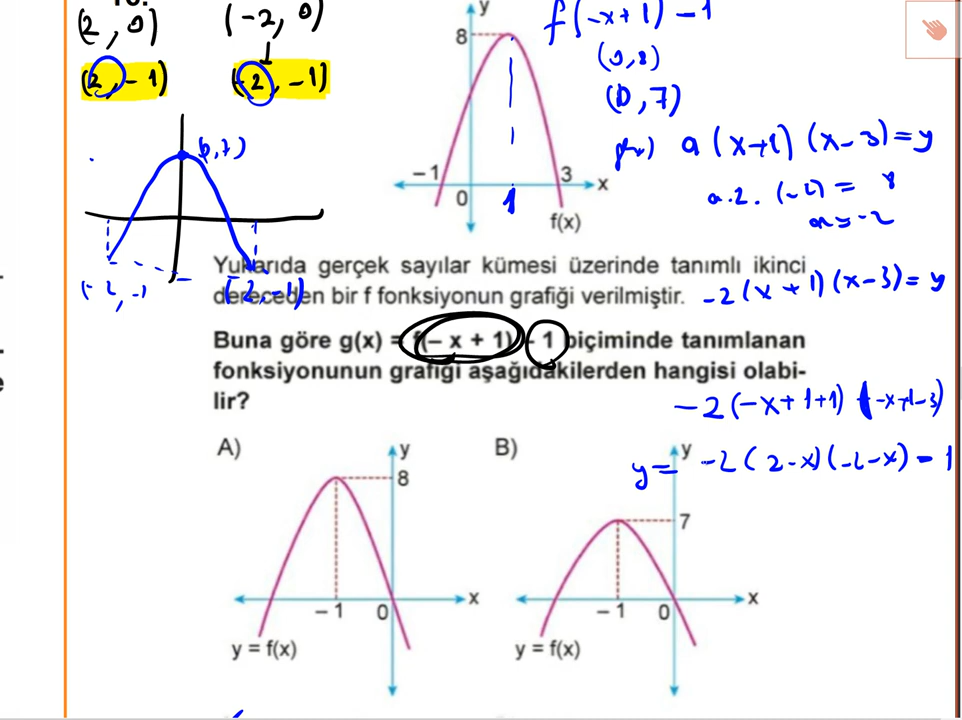 (2, 0) (-2, 0)
(2, -1) (-2, -1)
f(-x+1) -1
(0,8)
(0,7)
a(x+1)(x-3)=y
a.2.(-2) = 8
a=-2
y
8
-1
3
x
0
1
f(x)
(0,7)
(-2, -1
(2,-1)
Yukarıda gerçek sayılar kümesi üzerinde tanımlı ikinci
dereceden bir f fonksiyonun grafiği verilmiştir.
-2(x+1)(x-3)=y
Buna göre g(x) = f(-x + 1) - 1 biçiminde tanımlanan
fonksiyonunun grafiği aşağıdakilerden hangisi olabi-
lir?
-2(-x+1+1)(-x+1-3)
y= -2(2-x)(-2-x)-1
A)
y
8
x
-1
0
y = f(x)
B)
y
7
x
-1
0
y = f(x)